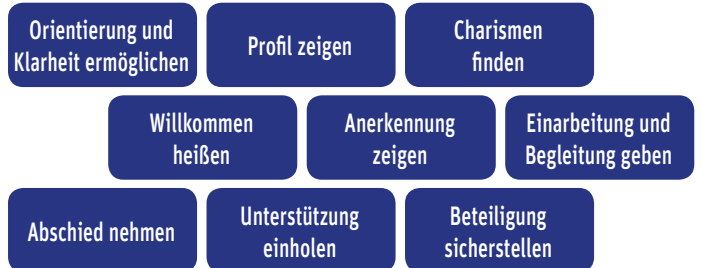 Orientierung und
Klarheit ermöglichen
Profil zeigen
Charismen
finden
Willkommen
heißen
Anerkennung
zeigen
Einarbeitung und
Begleitung geben
Abschied nehmen
Unterstützung
einholen
Beteiligung
sicherstellen